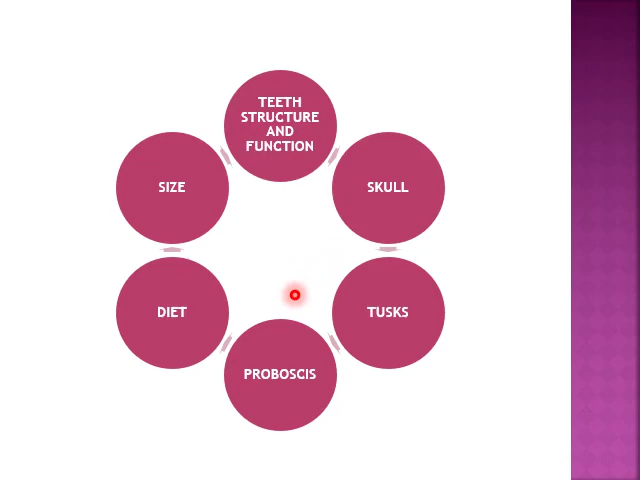 TEETH
STRUCTURE
AND
FUNCTION
SKULL
TUSKS
PROBOSCIS
DIET
SIZE